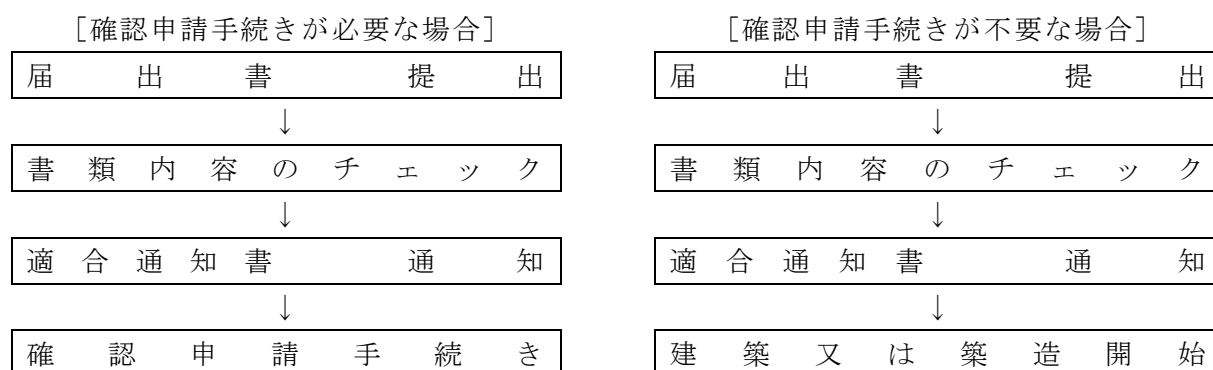 ［確認申請手続きが必要な場合］
届出書　提出
↓
書類内容のチェック
↓
適合通知書　通知
↓
確認申請手続き
［確認申請手続きが不要な場合］
届出書　提出
↓
書類内容のチェック
↓
適合通知書　通知
↓
建築又は築造開始